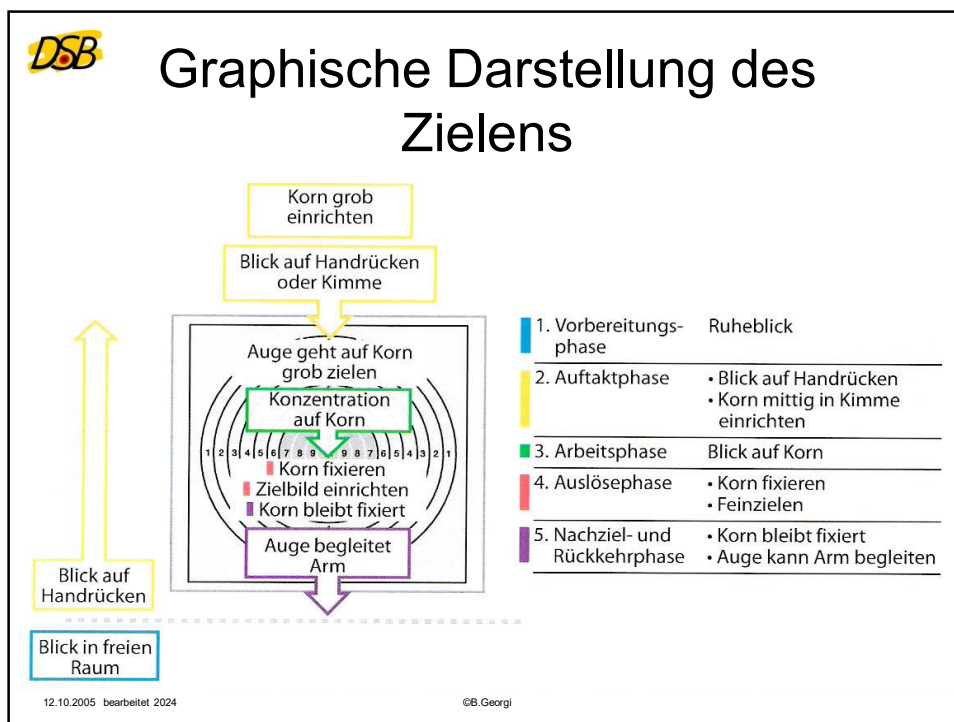 DSB
Graphische Darstellung des
Zielens
Korn grob
einrichten
Blick auf Handrücken
oder Kimme
Auge geht auf Korn
grob zielen
Konzentration
auf Korn
1 2 3 4 5 6 7 8 9 9 8 7 6 5 4 3 2 1
Korn fixieren
Zielbild einrichten
Korn bleibt fixiert
Auge begleitet
Arm
Blick auf
Handrücken
Blick in freien
Raum
1. Vorbereitungs- Ruheblick
phase
2. Auftaktphase • Blick auf Handrücken
• Korn mittig in Kimme
einrichten
3. Arbeitsphase Blick auf Korn
4. Auslösephase • Korn fixieren
• Feinzielen
5. Nachziel- und • Korn bleibt fixiert
Rückkehrphase • Auge kann Arm begleiten
12.10.2005 bearbeitet 2024 ©B.Georgi